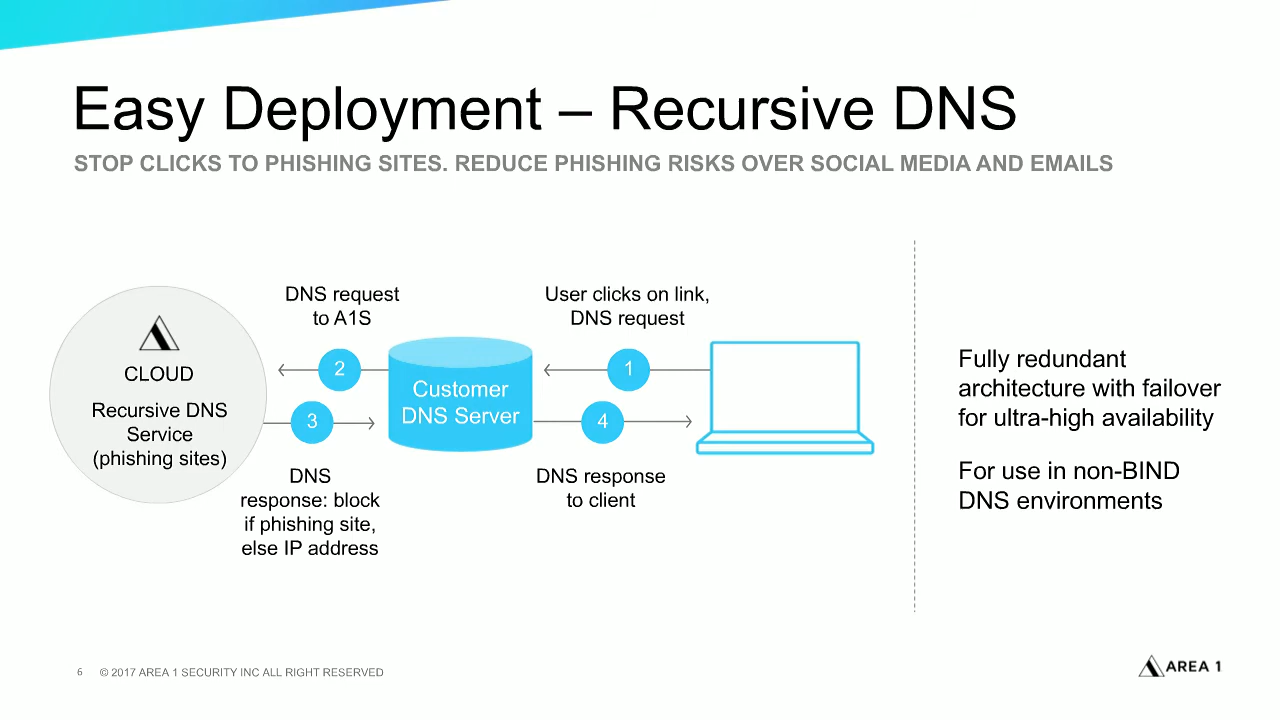 Easy Deployment – Recursive DNS
STOP CLICKS TO PHISHING SITES. REDUCE PHISHING RISKS OVER SOCIAL MEDIA AND EMAILS
CLOUD
Recursive DNS
Service
(phishing sites)
DNS request
to A1S
2
3
DNS
response: block
if phishing site,
else IP address
Customer
DNS Server
User clicks on link,
DNS request
1
4
DNS response
to client
Fully redundant
architecture with failover
for ultra-high availability
For use in non-BIND
DNS environments
6 © 2017 AREA 1 SECURITY INC ALL RIGHT RESERVED
AREA 1